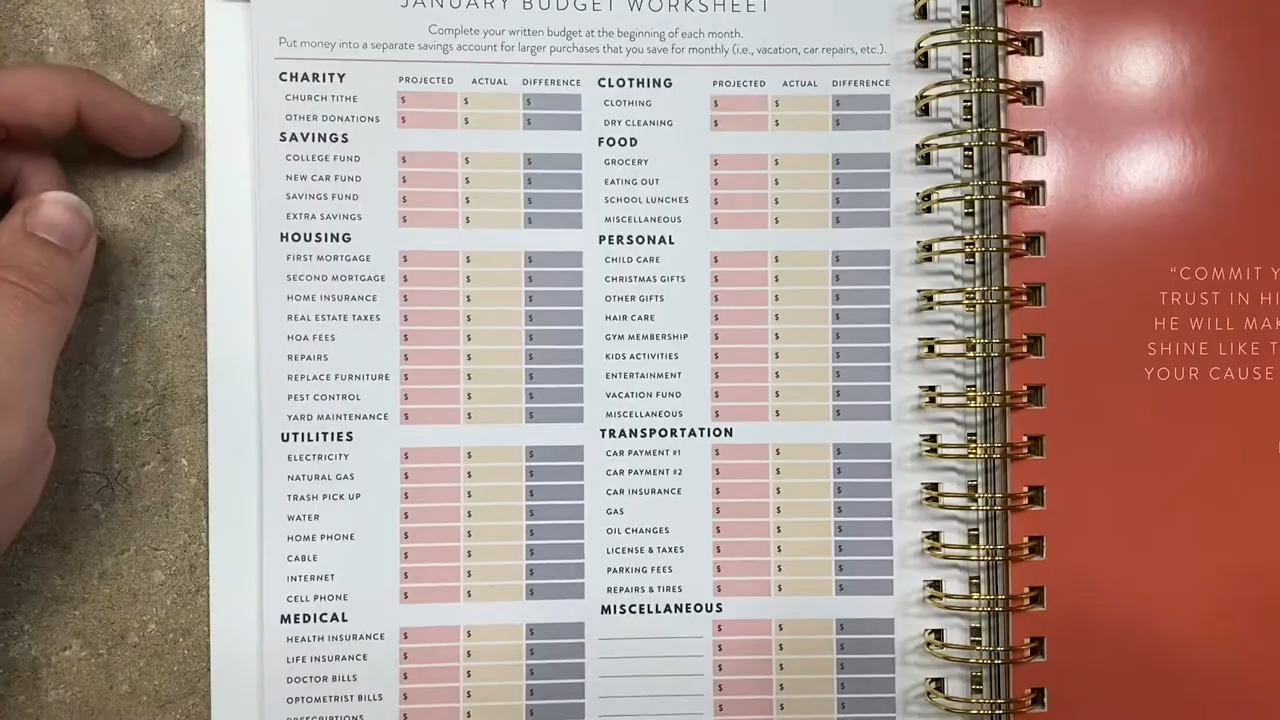 JANUARY BUDGET WORKSHEET
Complete your written budget at the beginning of each month.
Put money into a separate savings account for larger purchases that you save for monthly (i.e., vacation, car repairs, etc.).
CHARITY PROJECTED ACTUAL DIFFERENCE
CHURCH TITHE $ $ $
OTHER DONATIONS $ $ $
SAVINGS
COLLEGE FUND $ $ $
NEW CAR FUND $ $ $
SAVINGS FUND $ $ $
EXTRA SAVINGS $ $ $
HOUSING
FIRST MORTGAGE $ $ $
SECOND MORTGAGE $ $ $
HOME INSURANCE $ $ $
REAL ESTATE TAXES $ $ $
HOA FEES $ $ $
REPAIRS $ $ $
REPLACE FURNITURE $ $ $
PEST CONTROL $ $ $
YARD MAINTENANCE $ $ $
UTILITIES
ELECTRICITY $ $ $
NATURAL GAS $ $ $
TRASH PICK UP $ $ $
WATER $ $ $
HOME PHONE $ $ $
CABLE $ $ $
INTERNET $ $ $
CELL PHONE $ $ $
MEDICAL
HEALTH INSURANCE $ $ $
LIFE INSURANCE $ $ $
DOCTOR BILLS $ $ $
OPTOMETRIST BILLS $ $ $
PRESCRIPTIONS $ $ $
CLOTHING PROJECTED ACTUAL DIFFERENCE
CLOTHING $ $ $
DRY CLEANING $ $ $
FOOD
GROCERY $ $ $
EATING OUT $ $ $
SCHOOL LUNCHES $ $ $
MISCELLANEOUS $ $ $
PERSONAL
CHILD CARE $ $ $
CHRISTMAS GIFTS $ $ $
OTHER GIFTS $ $ $
HAIR CARE $ $ $
GYM MEMBERSHIP $ $ $
KIDS ACTIVITIES $ $ $
ENTERTAINMENT $ $ $
VACATION FUND $ $ $
MISCELLANEOUS $ $ $
TRANSPORTATION
CAR PAYMENT #1 $ $ $
CAR PAYMENT #2 $ $ $
CAR INSURANCE $ $ $
GAS $ $ $
OIL CHANGES $ $ $
LICENSE & TAXES $ $ $
PARKING FEES $ $ $
REPAIRS & TIRES $ $ $
MISCELLANEOUS
$ $ $
$ $ $
$ $ $
$ $ $
$ $ $
"COMMIT Y
TRUST IN HI
HE WILL MAK
SHINE LIKE T
YOUR CAUSE